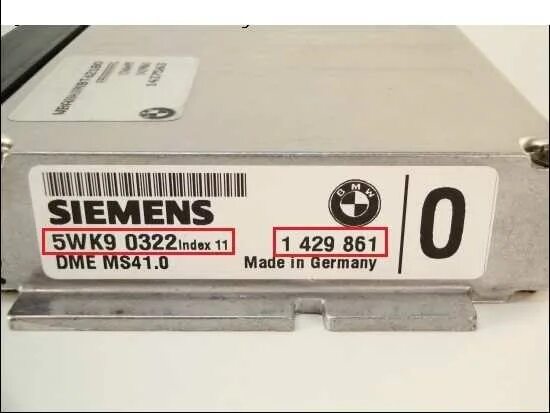 SIEMENS
BMW
5WK9 0322 Index 11
1 429 861
DME MS41.0
Made in Germany
0